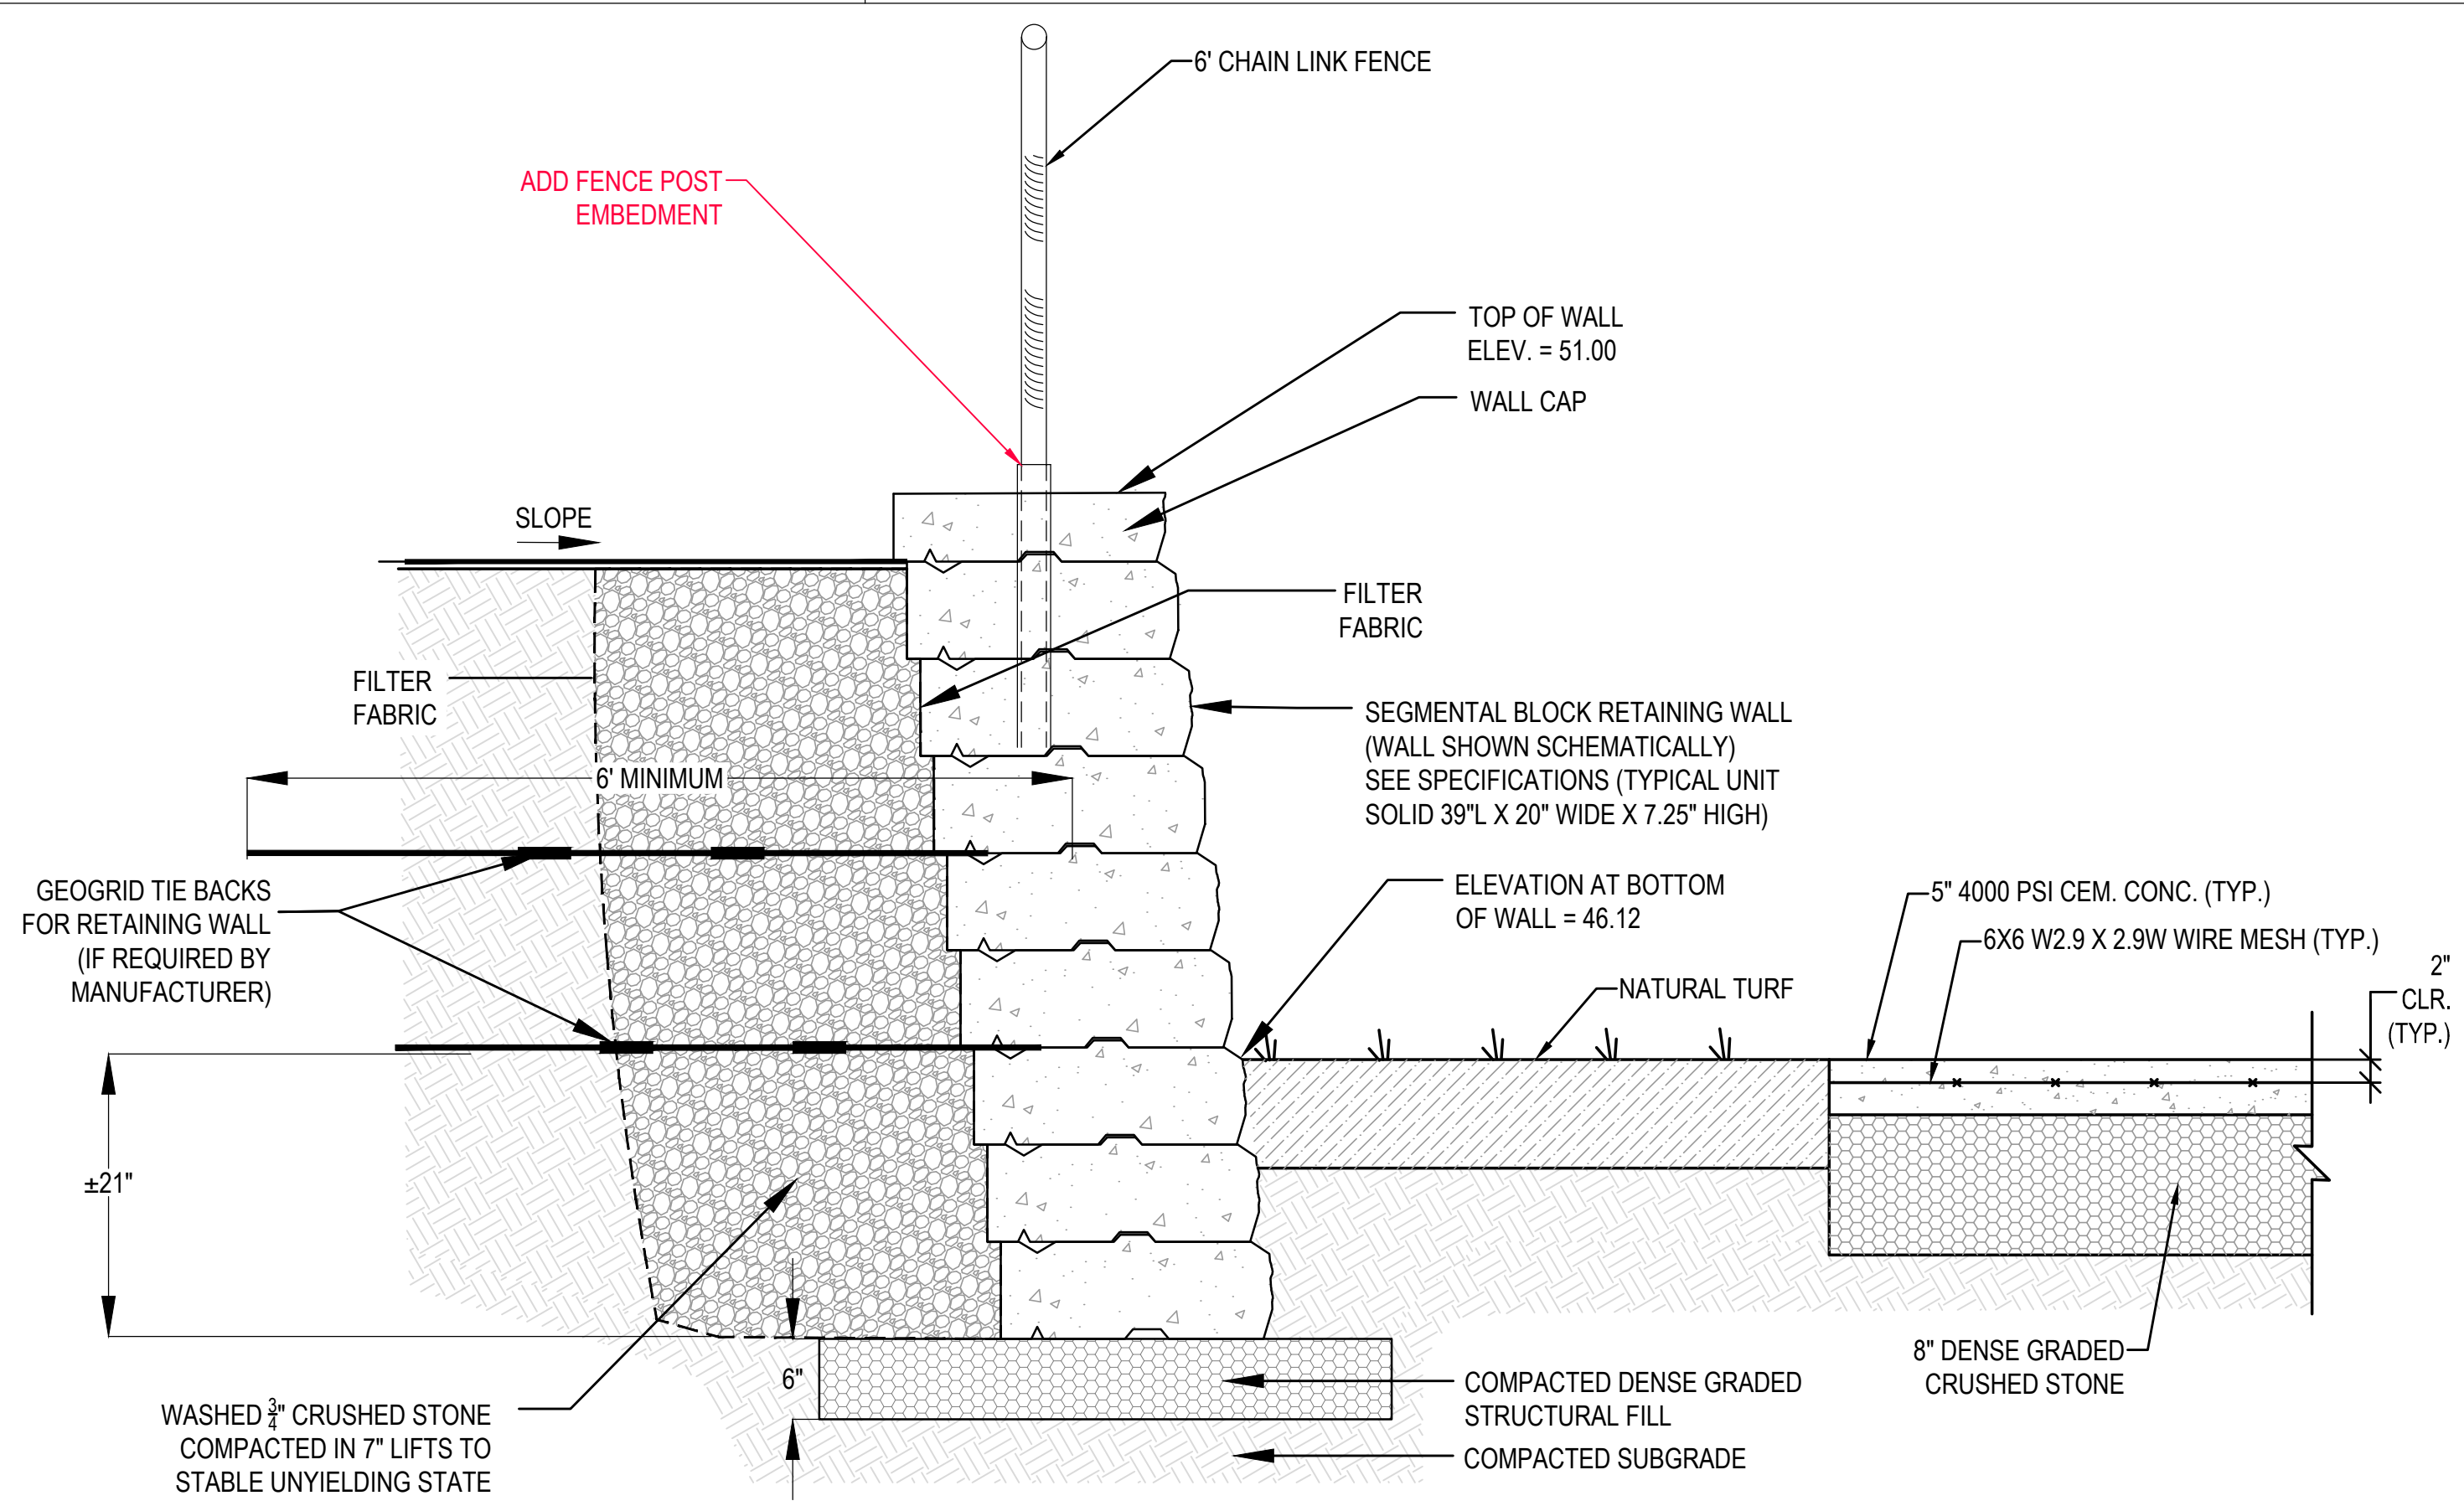 6' CHAIN LINK FENCE
ADD FENCE POST
EMBEDMENT
TOP OF WALL
ELEV. = 51.00
WALL CAP
SLOPE
FILTER
FABRIC
FILTER
FABRIC
SEGMENTAL BLOCK RETAINING WALL
(WALL SHOWN SCHEMATICALLY)
SEE SPECIFICATIONS (TYPICAL UNIT
SOLID 39"L X 20" WIDE X 7.25" HIGH)
6' MINIMUM
GEOGRID TIE BACKS
FOR RETAINING WALL
(IF REQUIRED BY
MANUFACTURER)
ELEVATION AT BOTTOM
OF WALL = 46.12
5" 4000 PSI CEM. CONC. (TYP.)
6X6 W2.9 X 2.9W WIRE MESH (TYP.)
2"
CLR.
(TYP.)
NATURAL TURF
±21"
6"
8" DENSE GRADED
CRUSHED STONE
COMPACTED DENSE GRADED
STRUCTURAL FILL
COMPACTED SUBGRADE
WASHED 3/4" CRUSHED STONE
COMPACTED IN 7" LIFTS TO
STABLE UNYIELDING STATE